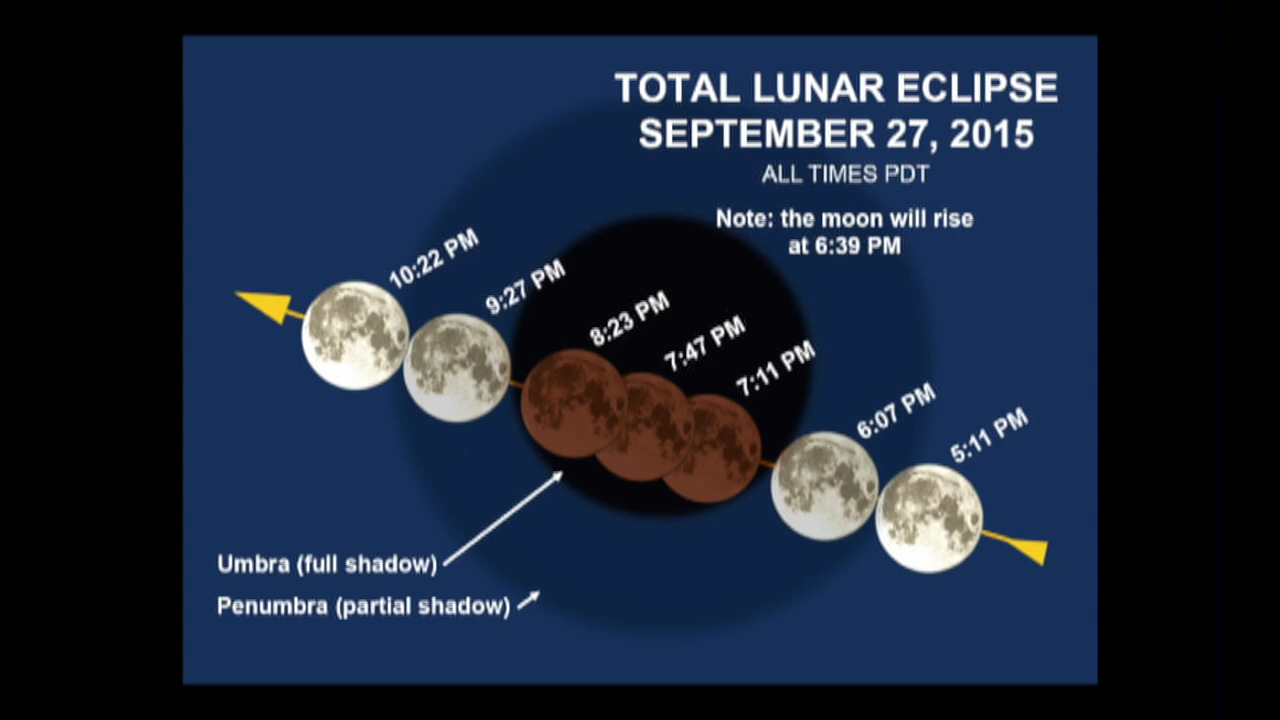 TOTAL LUNAR ECLIPSE
SEPTEMBER 27, 2015
ALL TIMES PDT
Note: the moon will rise
at 6:39 PM
10:22 PM
9:27 PM
8:23 PM
7:47 PM
7:11 PM
6:07 PM
5:11 PM
Umbra (full shadow)
Penumbra (partial shadow)